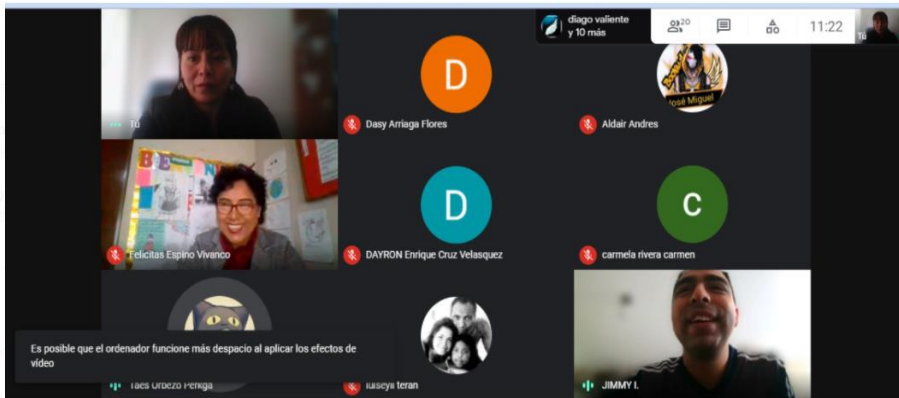 diago valiente
y 10 más
20
11:22
Tú
Tú
D
Dasy Arriaga Flores
José Miguel
Aldair Andres
Felicitas Espino Vivanco
D
DAYRON Enrique Cruz Velasquez
C
carmela rivera carmen
Es posible que el ordenador funcione más despacio al aplicar los efectos de
vídeo
Taes Orbezo
teran
JIMMY I.